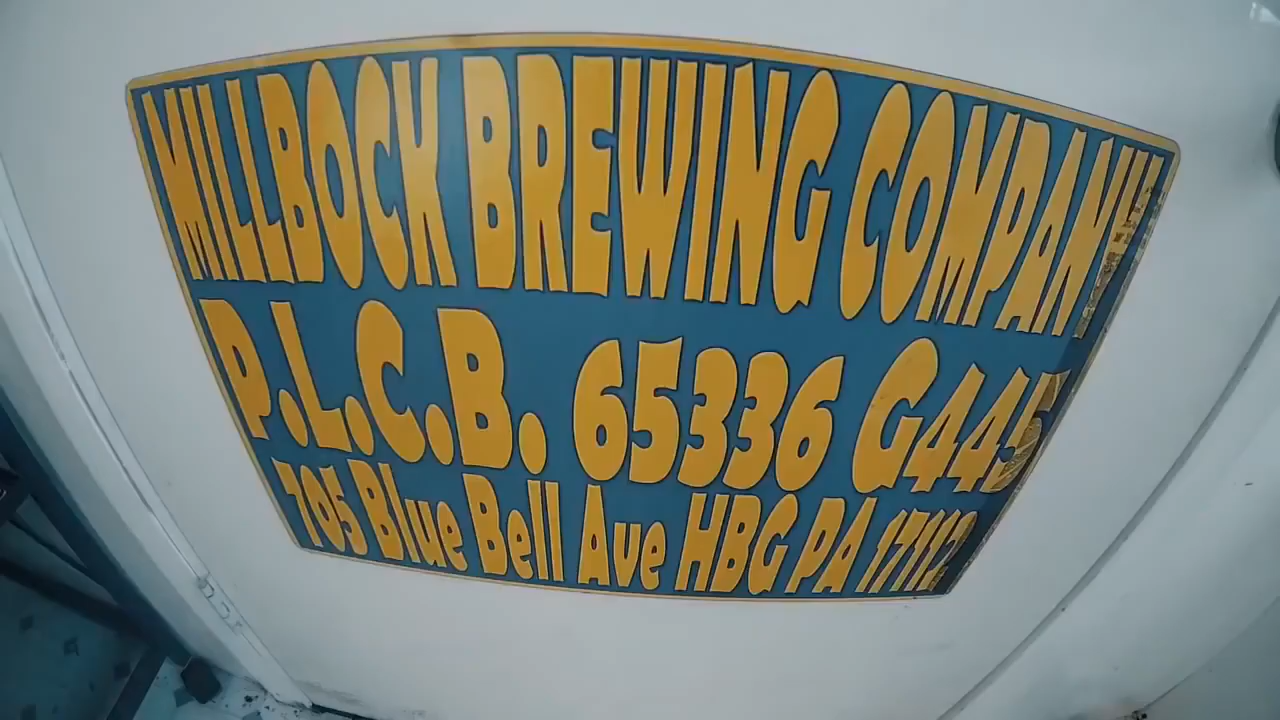 MILLBOCK BREWING COMPANY
P.L.C.B. 65336 G445
705 Blue Bell Ave HBG PA 17112